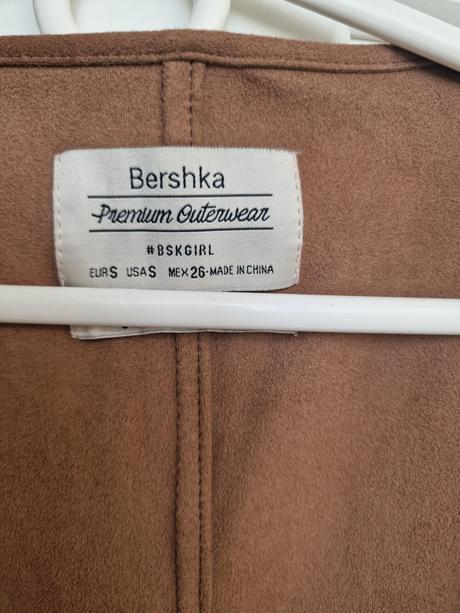 Bershka
Premium Outerwear
#BSKGIRL
EUR S USA S MEX 26 · MADE IN CHINA